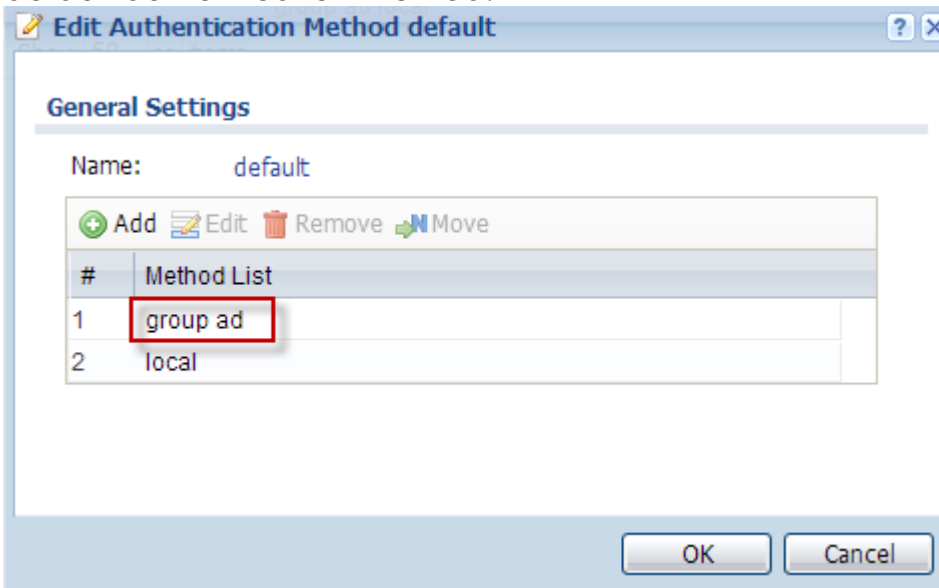 Edit Authentication Method default
General Settings
Name: default
Add Edit Remove Move
# Method List
1 group ad
2 local
OK Cancel